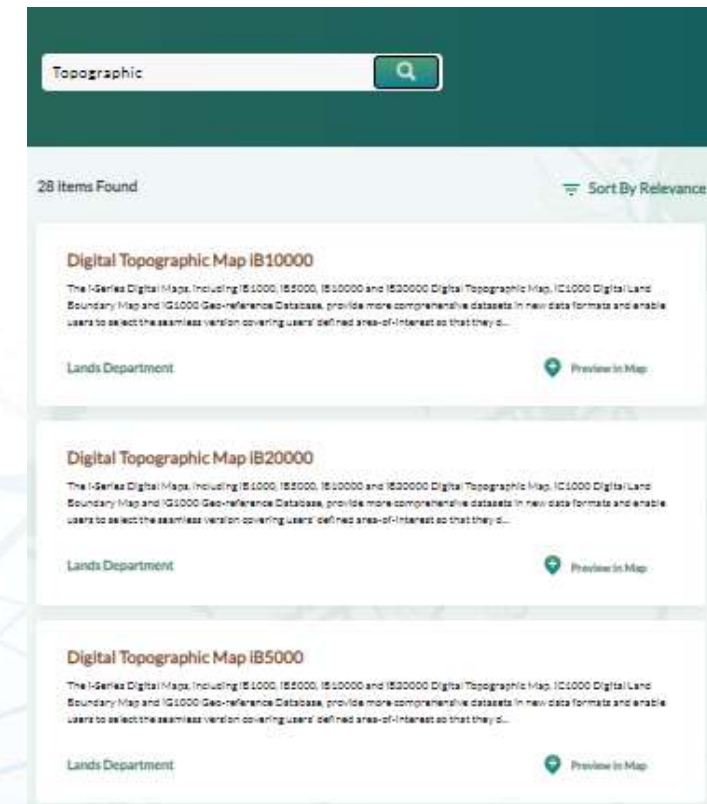 Topographic
28 items Found
Sort By Relevance
Digital Topographic Map iB10000
The i-Series Digital Maps, including iB1000, iB5000, iB10000 and iB20000 Digital Topographic Map, iC1000 Digital Land
Boundary Map and iG1000 Geo-reference Database, provide more comprehensive datasets in new data formats and enable
users to select the seamless version covering users' defined area-of-interest so that they d...
Lands Department
Preview in Map
Digital Topographic Map iB20000
The i-Series Digital Maps, including iB1000, iB5000, iB10000 and iB20000 Digital Topographic Map, iC1000 Digital Land
Boundary Map and iG1000 Geo-reference Database, provide more comprehensive datasets in new data formats and enable
users to select the seamless version covering users' defined area-of-interest so that they d...
Lands Department
Preview in Map
Digital Topographic Map iB5000
The i-Series Digital Maps, including iB1000, iB5000, iB10000 and iB20000 Digital Topographic Map, iC1000 Digital Land
Boundary Map and iG1000 Geo-reference Database, provide more comprehensive datasets in new data formats and enable
users to select the seamless version covering users' defined area-of-interest so that they d...
Lands Department
Preview in Map